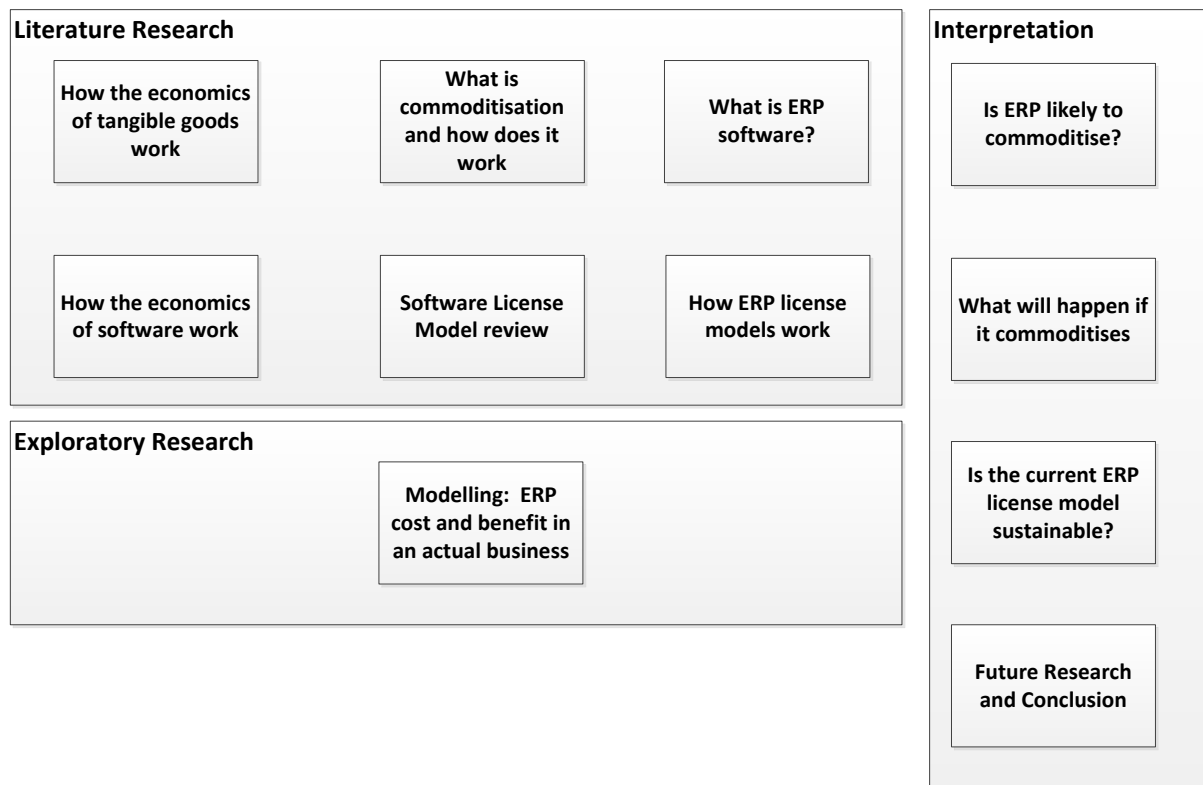 Literature Research
How the economics
of tangible goods
work
What is
commoditisation
and how does it
work
What is ERP
software?
How the economics
of software work
Software License
Model review
How ERP license
models work
Exploratory Research
Modelling:  ERP
cost and benefit in
an actual business
Interpretation
Is ERP likely to
commoditise?
What will happen if
it commoditises
Is the current ERP
license model
sustainable?
Future Research
and Conclusion